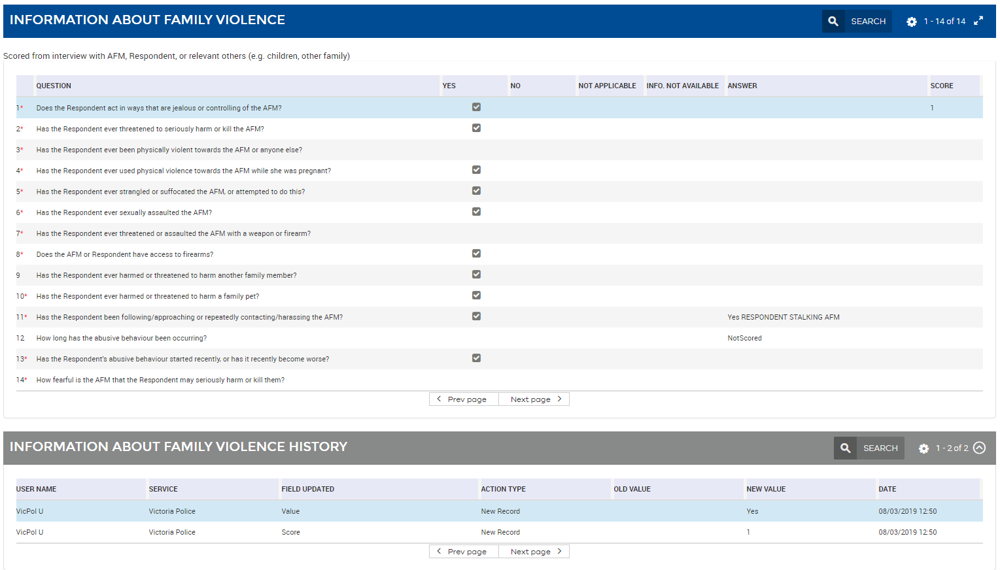 INFORMATION ABOUT FAMILY VIOLENCE SEARCH 1 - 14 of 14
Scored from interview with AFM, Respondent, or relevant others (e.g. children, other family)
QUESTION YES NO NOT APPLICABLE INFO. NOT AVAILABLE ANSWER SCORE
1* Does the Respondent act in ways that are jealous or controlling of the AFM? 1
2* Has the Respondent ever threatened to seriously harm or kill the AFM?
3* Has the Respondent ever been physically violent towards the AFM or anyone else?
4* Has the Respondent ever used physical violence towards the AFM while she was pregnant?
5* Has the Respondent ever strangled or suffocated the AFM, or attempted to do this?
6* Has the Respondent ever sexually assaulted the AFM?
7* Has the Respondent ever threatened or assaulted the AFM with a weapon or firearm?
8* Does the AFM or Respondent have access to firearms?
9 Has the Respondent ever harmed or threatened to harm another family member?
10* Has the Respondent ever harmed or threatened to harm a family pet?
11* Has the Respondent been following/approaching or repeatedly contacting/harassing the AFM? Yes RESPONDENT STALKING AFM
12 How long has the abusive behaviour been occurring? NotScored
13* Has the Respondent's abusive behaviour started recently, or has it recently become worse?
14* How fearful is the AFM that the Respondent may seriously harm or kill them?
Prev page Next page
INFORMATION ABOUT FAMILY VIOLENCE HISTORY SEARCH 1 - 2 of 2
USER NAME SERVICE FIELD UPDATED ACTION TYPE OLD VALUE NEW VALUE DATE
VicPol U Victoria Police Value New Record Yes 08/03/2019 12:50
VicPol U Victoria Police Score New Record 1 08/03/2019 12:50
Prev page Next page